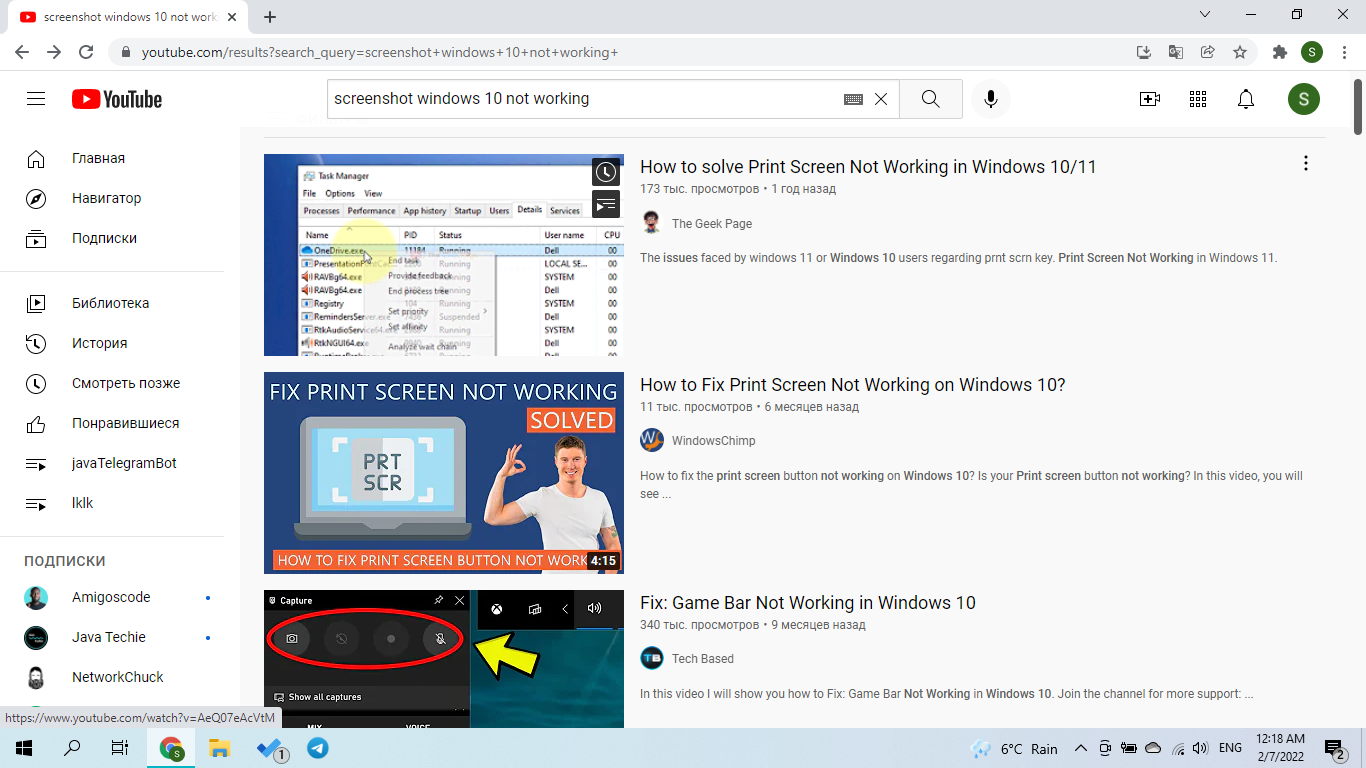 screenshot windows 10 not work
youtube.com/results?search_query=screenshot+windows+10+not+working+
S
YouTube
screenshot windows 10 not working
S
Главная
Навигатор
Подписки
Библиотека
История
Смотреть позже
Понравившиеся
javaTelegramBot
lklk
ПОДПИСКИ
Amigoscode
Java Techie
NetworkChuck
Task Manager
File Options View
Processes Performance App history Startup Users Details Services
Name PID Status User name CPU
OneDrive.exe 11184 Running Dell 00
End task
LOCAL SE... 00
RAVBg64.exe Provide feedback Running SYSTEM 00
RAVBg64.exe End process tree Running Dell 00
Registry 104 Running SYSTEM 00
Set priority
RemindersServer.exe Suspended Dell 00
Set affinity
RtkAudioService64.exe Running SYSTEM 00
RtkNGUI64.exe Analyze wait chain Dell 00
How to solve Print Screen Not Working in Windows 10/11
173 тыс. просмотров • 1 год назад
The Geek Page
The issues faced by windows 11 or Windows 10 users regarding prnt scrn key. Print Screen Not Working in Windows 11.
FIX PRINT SCREEN NOT WORKING
SOLVED
PRT
SCR
HOW TO FIX PRINT SCREEN BUTTON NOT WORK
4:15
How to Fix Print Screen Not Working on Windows 10?
11 тыс. просмотров • 6 месяцев назад
WindowsChimp
How to fix the print screen button not working on Windows 10? Is your Print screen button not working? In this video, you will
see ...
Capture
Show all captures
MIX VOICE
Fix: Game Bar Not Working in Windows 10
340 тыс. просмотров • 9 месяцев назад
TB
Tech Based
In this video I will show you how to Fix: Game Bar Not Working in Windows 10. Join the channel for more support: ...
https://www.youtube.com/watch?v=AeQ07eAcVtM
S
1
6°C Rain
ENG
12:18 AM
2/7/2022
2